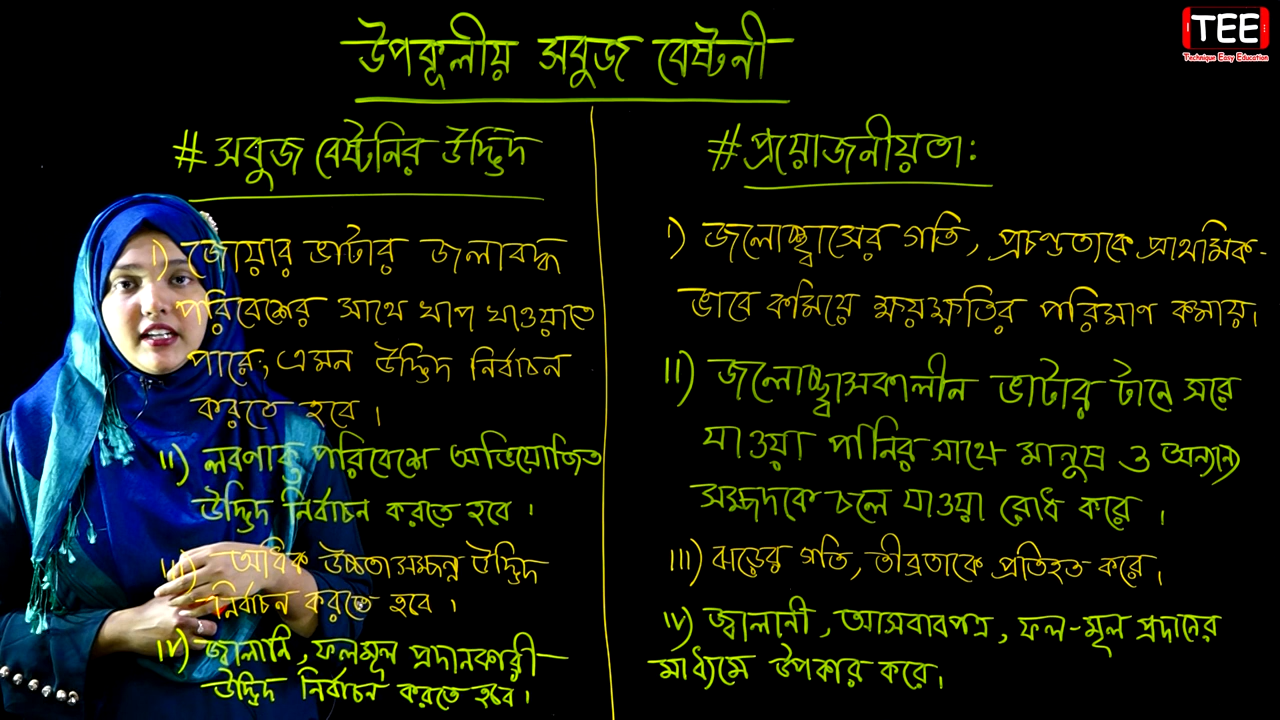 উপকূলীয় সবুজ বেষ্টনী
TEE
Technique Easy Education
# সবুজ বেষ্টনির উদ্ভিদ
i) জোয়ার ভাটার জলাবদ্ধ
পরিবেশের সাথে খাপ খাওয়াতে
পারে; এমন উদ্ভিদ নির্বাচন
করতে হবে।
ii) লবণাক্ত পরিবেশে অভিযোজিত
উদ্ভিদ নির্বাচন করতে হবে।
iii) অধিক উচ্চতাসম্পন্ন উদ্ভিদ
নির্বাচন করতে হবে।
iv) জ্বালানি, ফলমূল প্রদানকারী
উদ্ভিদ নির্বাচন করতে হবে।
# প্রয়োজনীয়তা:
i) জলোচ্ছ্বাসের গতি, প্রচণ্ডতাকে প্রাথমিক-
ভাবে কমিয়ে ক্ষয়ক্ষতির পরিমাণ কমায়।
ii) জলোচ্ছ্বাসকালীন ভাটার টানে সরে
যাওয়া পানির সাথে মানুষ ও অন্যান্য
সম্পদকে চলে যাওয়া রোধ করে।
iii) ঝড়ের গতি, তীব্রতাকে প্রতিহত করে।
iv) জ্বালানী, আসবাবপত্র, ফল-মূল প্রদানের
মাধ্যমে উপকার করে।